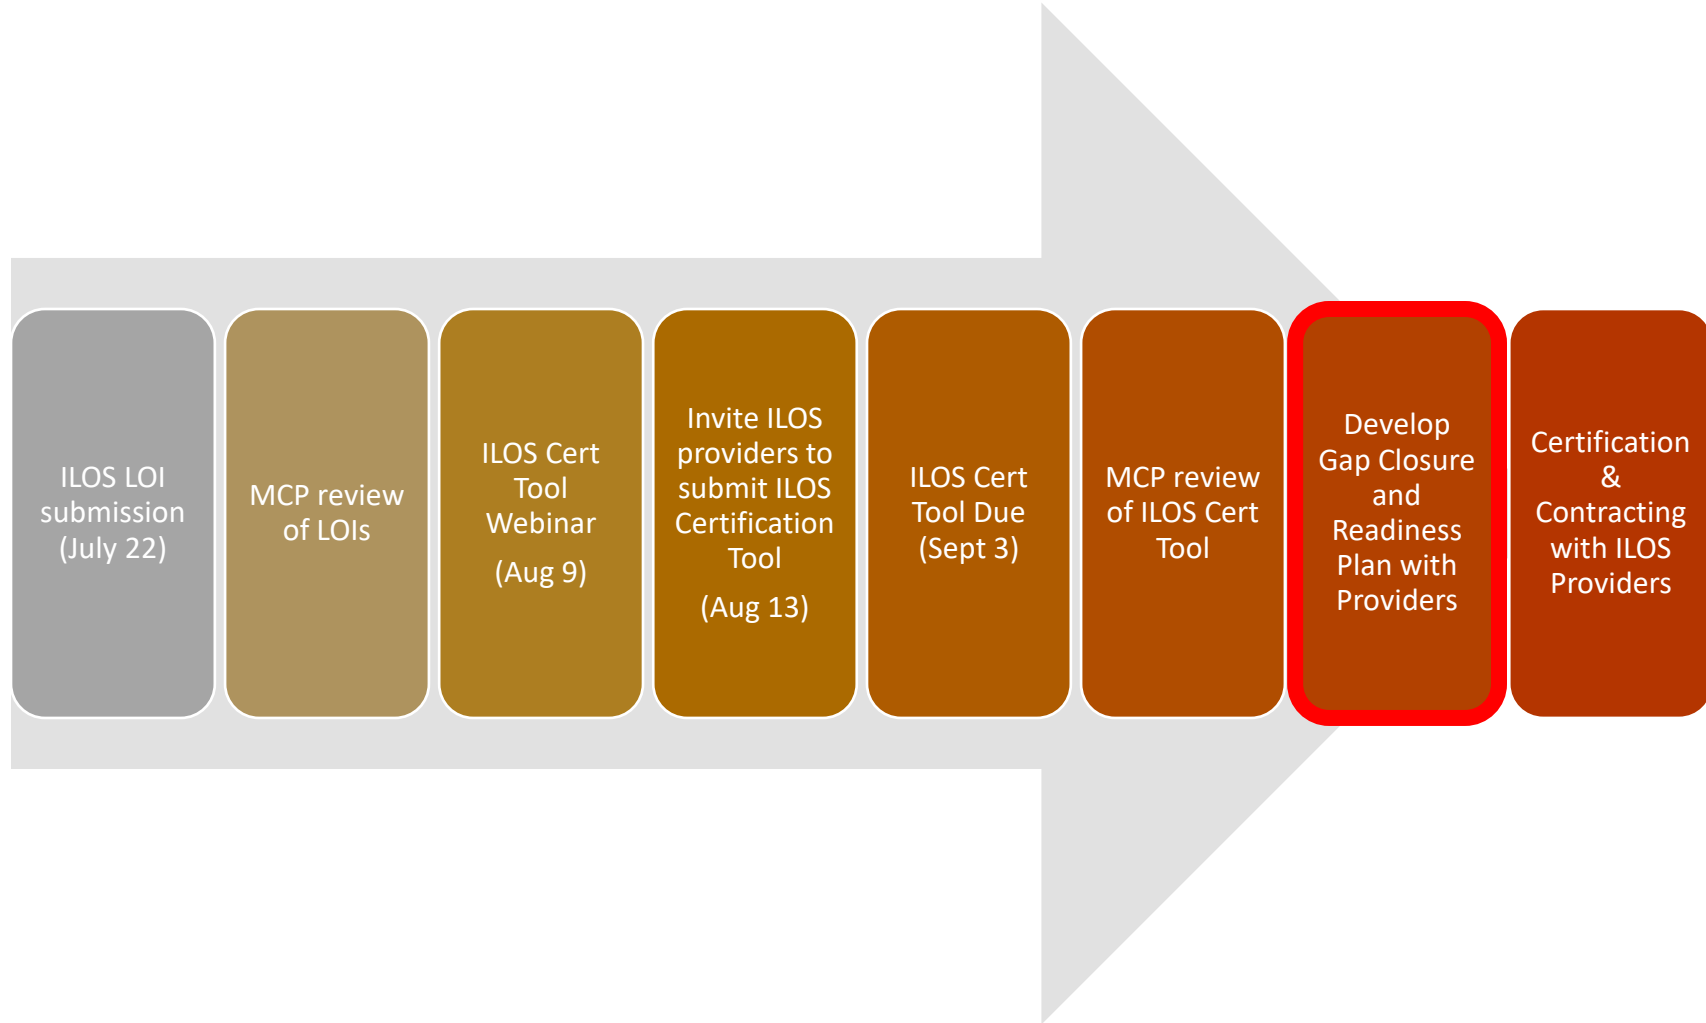 ILOS LOI
submission
(July 22)
MCP review
of LOIs
ILOS Cert
Tool
Webinar
(Aug 9)
Invite ILOS
providers to
submit ILOS
Certification
Tool
(Aug 13)
ILOS Cert
Tool Due
(Sept 3)
MCP review
of ILOS Cert
Tool
Develop
Gap Closure
and
Readiness
Plan with
Providers
Certification
&
Contracting
with ILOS
Providers